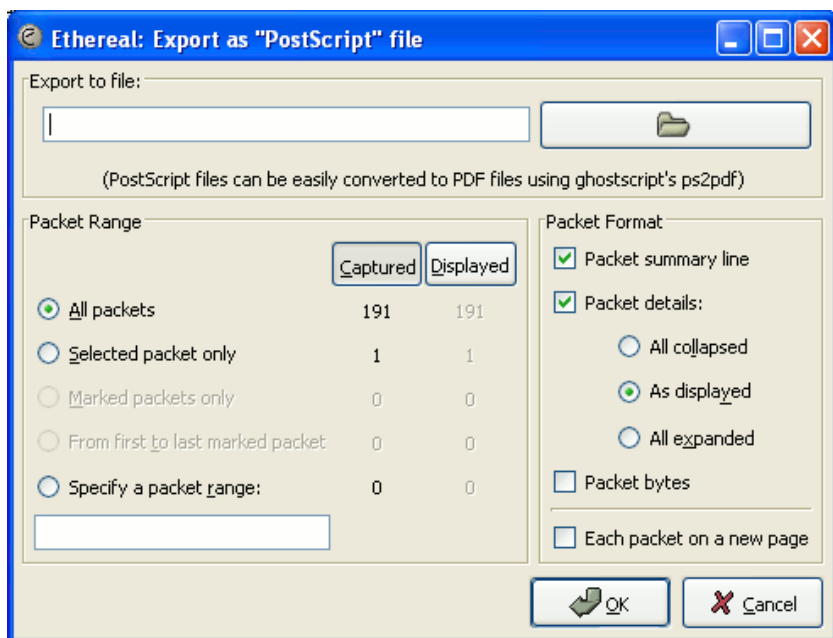 Ethereal: Export as "PostScript" file
Export to file:
(PostScript files can be easily converted to PDF files using ghostscript's ps2pdf)
Packet Range
Captured Displayed
All packets 191 191
Selected packet only 1 1
Marked packets only 0 0
From first to last marked packet 0 0
Specify a packet range: 0 0
Packet Format
Packet summary line
Packet details:
All collapsed
As displayed
All expanded
Packet bytes
Each packet on a new page
OK Cancel